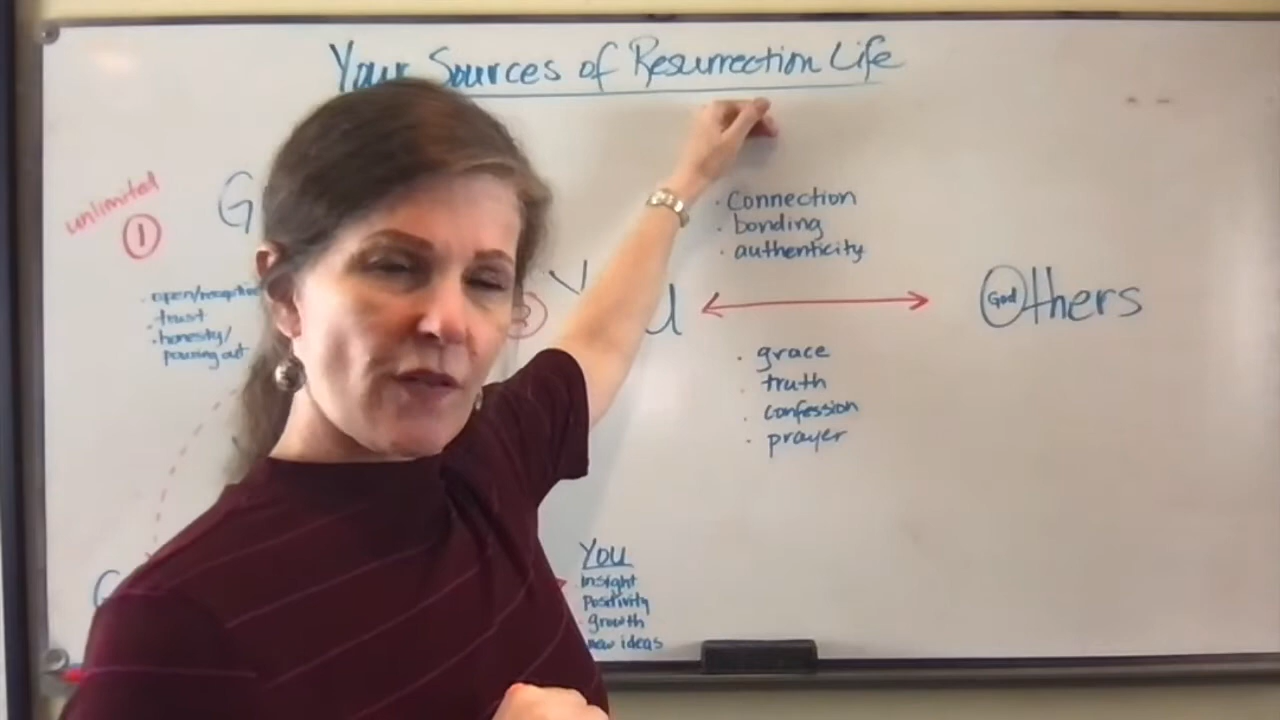 Your Sources of Resurrection Life
unlimited
1
G
· open/receptive
· trust
· honesty/
pouring out
Y
U
· Connection
· bonding
· authenticity
God
Others
· grace
· truth
· confession
· prayer
YOU
insight
positivity
growth
new ideas